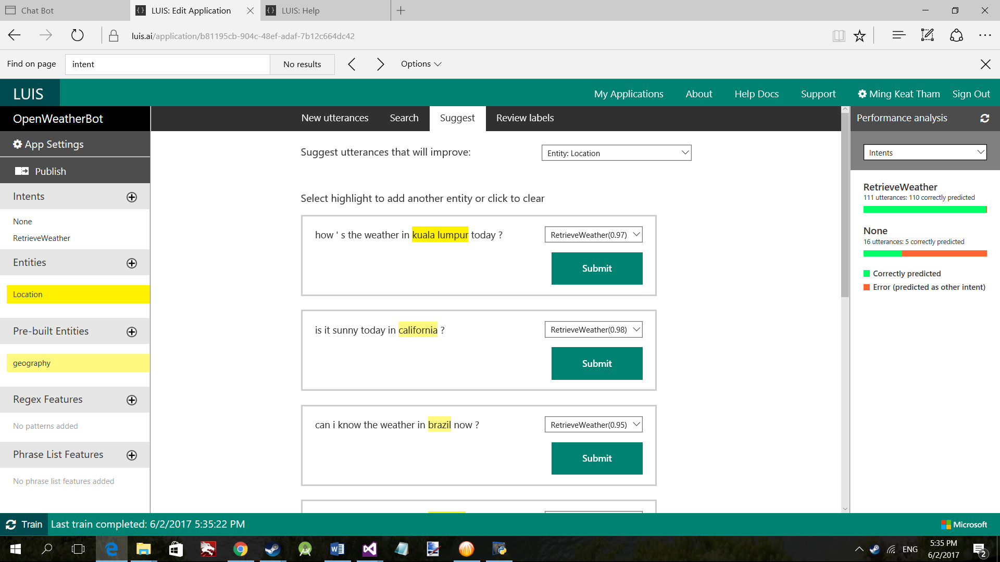 Chat Bot
LUIS: Edit Application
LUIS: Help
luis.ai/application/b81195cb-904c-48ef-adaf-7b12c664dc42
Find on page
intent
No results
Options
LUIS
My Applications
About
Help Docs
Support
Ming Keat Tham
Sign Out
OpenWeatherBot
App Settings
Publish
Intents
None
RetrieveWeather
Entities
Location
Pre-built Entities
geography
Regex Features
No patterns added
Phrase List Features
No phrase list features added
New utterances
Search
Suggest
Review labels
Suggest utterances that will improve:
Entity: Location
Select highlight to add another entity or click to clear
how ' s the weather in kuala lumpur today ?
RetrieveWeather(0.97)
Submit
is it sunny today in california ?
RetrieveWeather(0.98)
Submit
can i know the weather in brazil now ?
RetrieveWeather(0.95)
Submit
Performance analysis
Intents
RetrieveWeather
111 utterances: 110 correctly predicted
None
16 utterances: 5 correctly predicted
Correctly predicted
Error (predicted as other intent)
Train
Last train completed: 6/2/2017 5:35:22 PM
Microsoft
ENG
5:35 PM
6/2/2017
2